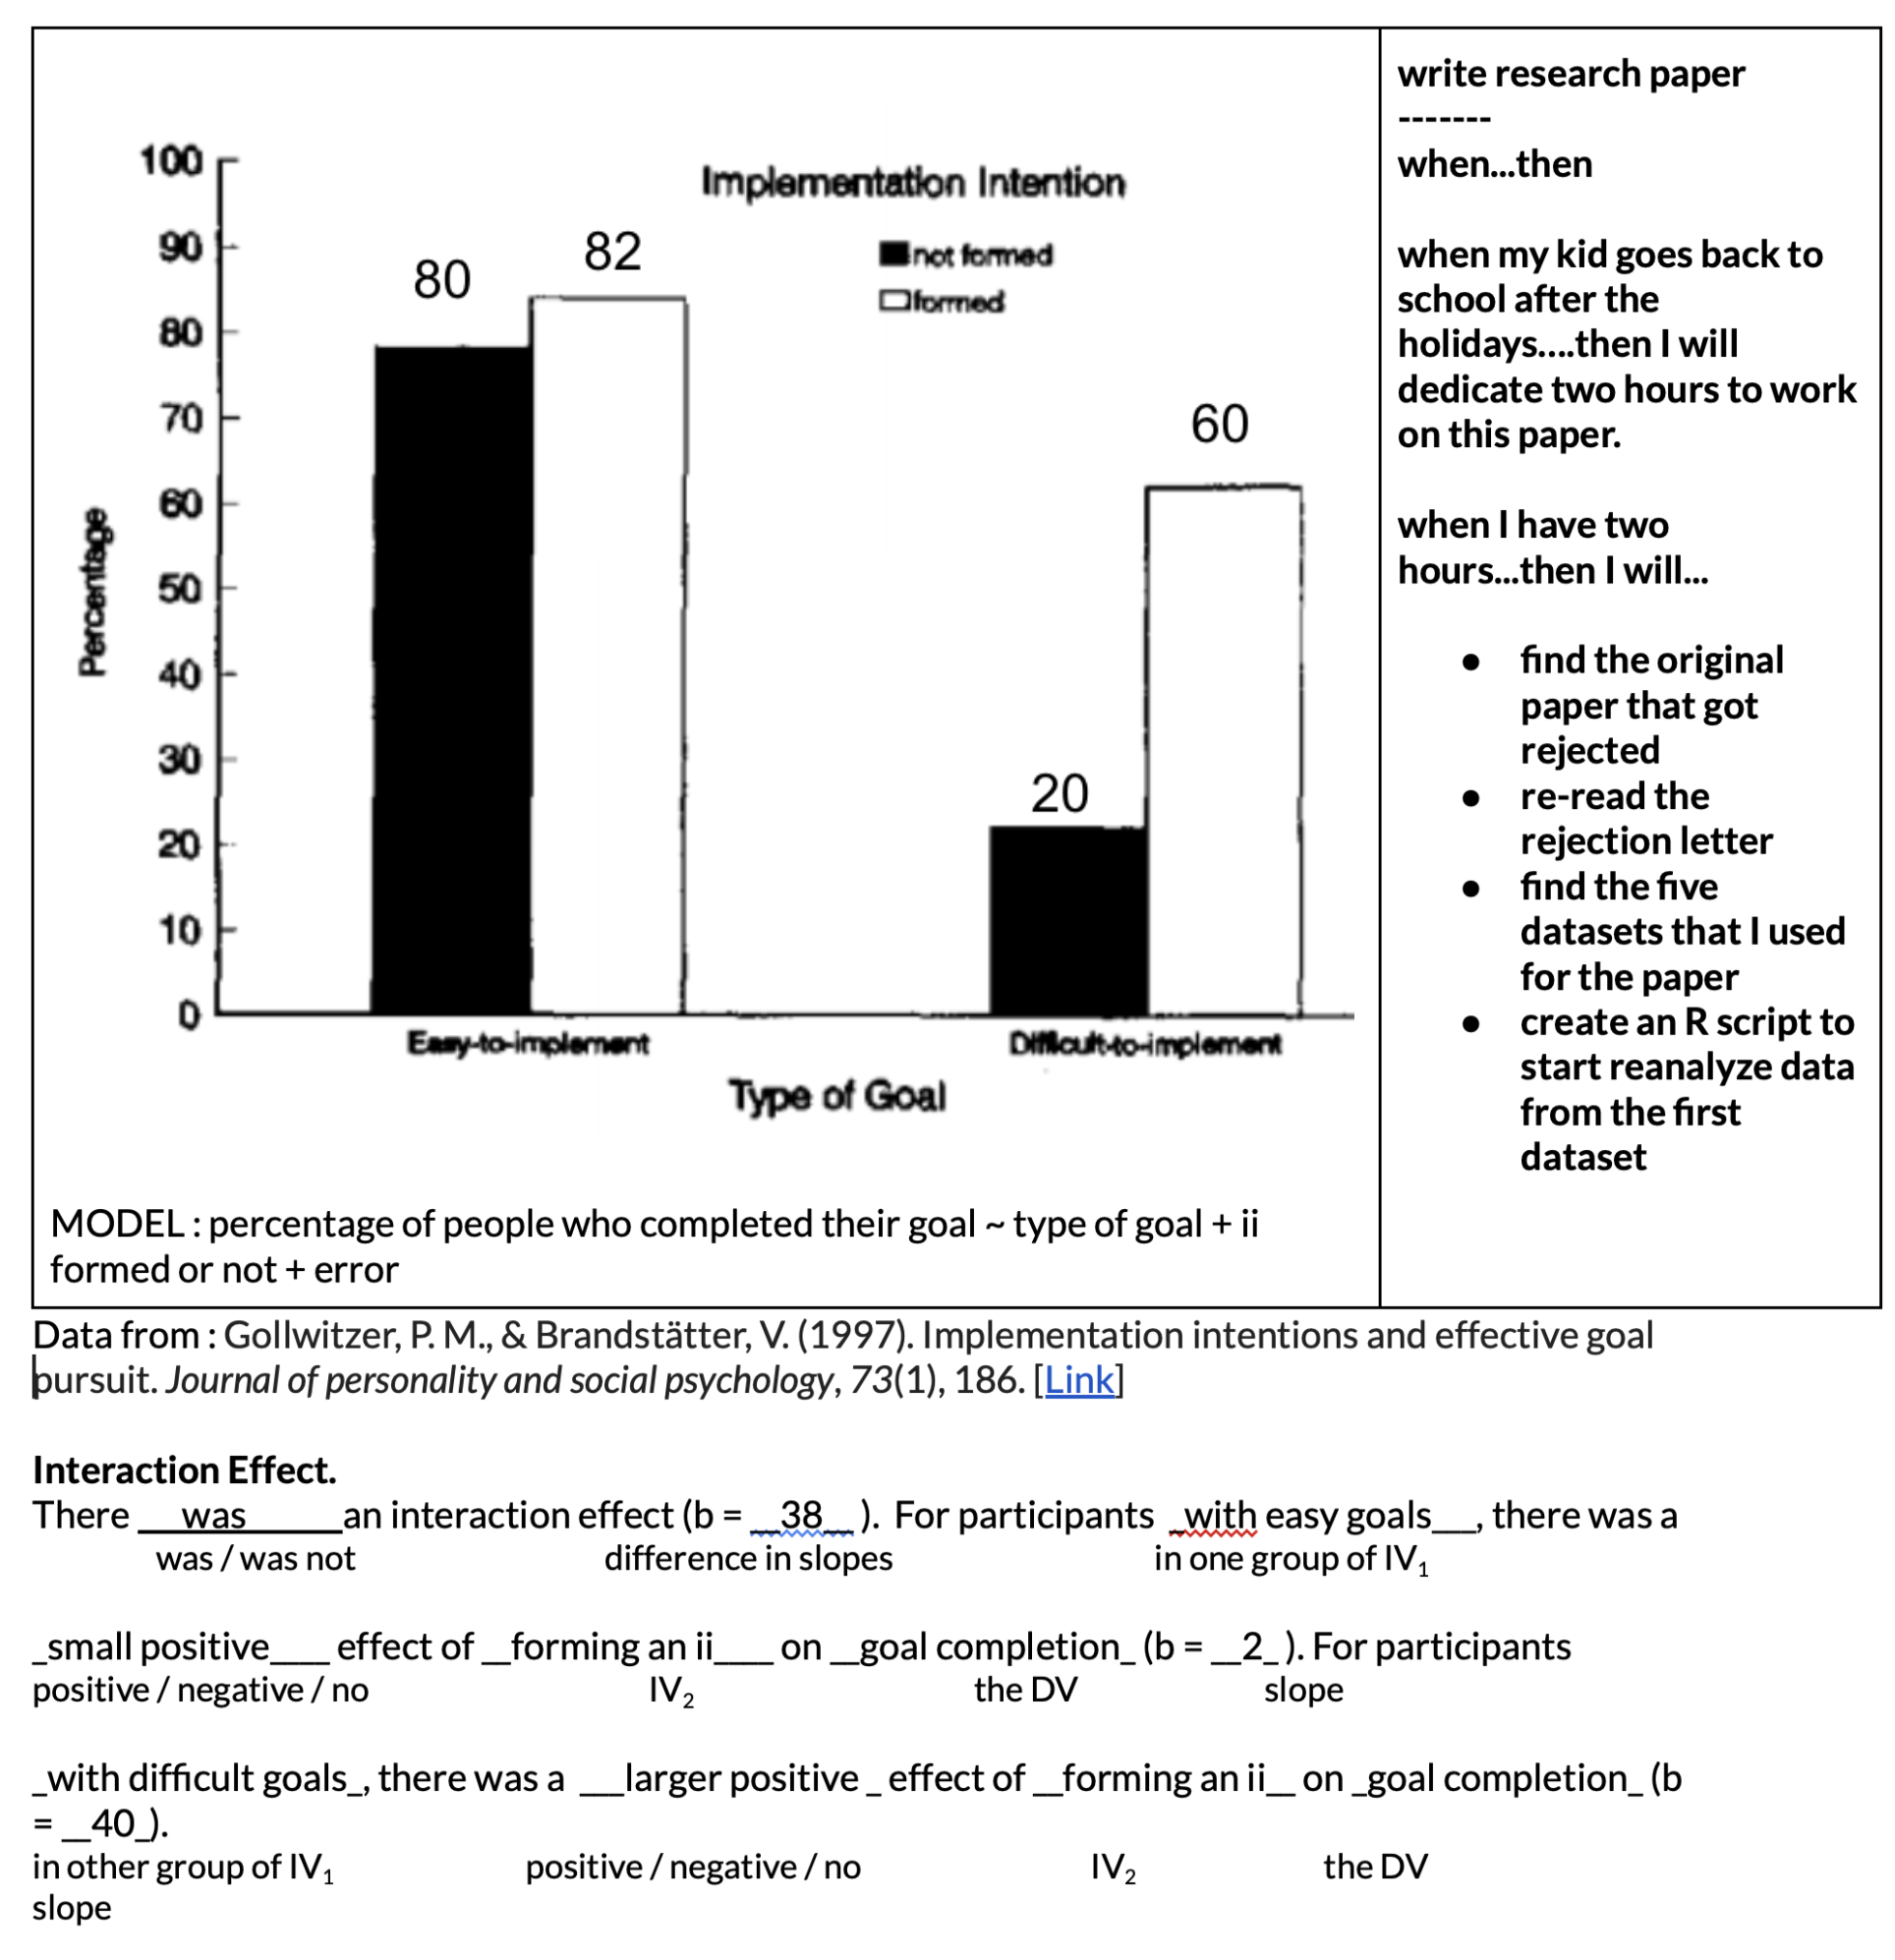 100
90
80
70
60
50
40
30
20
10
0
Percentage
Implementation Intention
not formed
formed
80
82
20
60
Easy-to-implement
Difficult-to-implement
Type of Goal
MODEL : percentage of people who completed their goal ~ type of goal + ii
formed or not + error
write research paper
-------
when...then
when my kid goes back to
school after the
holidays....then I will
dedicate two hours to work
on this paper.
when I have two
hours...then I will...
● find the original
paper that got
rejected
● re-read the
rejection letter
● find the five
datasets that I used
for the paper
● create an R script to
start reanalyze data
from the first
dataset
Data from : Gollwitzer, P. M., & Brandstätter, V. (1997). Implementation intentions and effective goal
pursuit. Journal of personality and social psychology, 73(1), 186. [Link]
Interaction Effect.
There __was_____an interaction effect (b = __38__ ). For participants _with easy goals___, there was a
was / was not difference in slopes in one group of IV₁
_small positive____ effect of __forming an ii____ on __goal completion_ (b = __2_ ). For participants
positive / negative / no IV₂ the DV slope
_with difficult goals_, there was a ___larger positive _ effect of __forming an ii__ on _goal completion_ (b
= __40_).
in other group of IV₁ positive / negative / no IV₂ the DV
slope